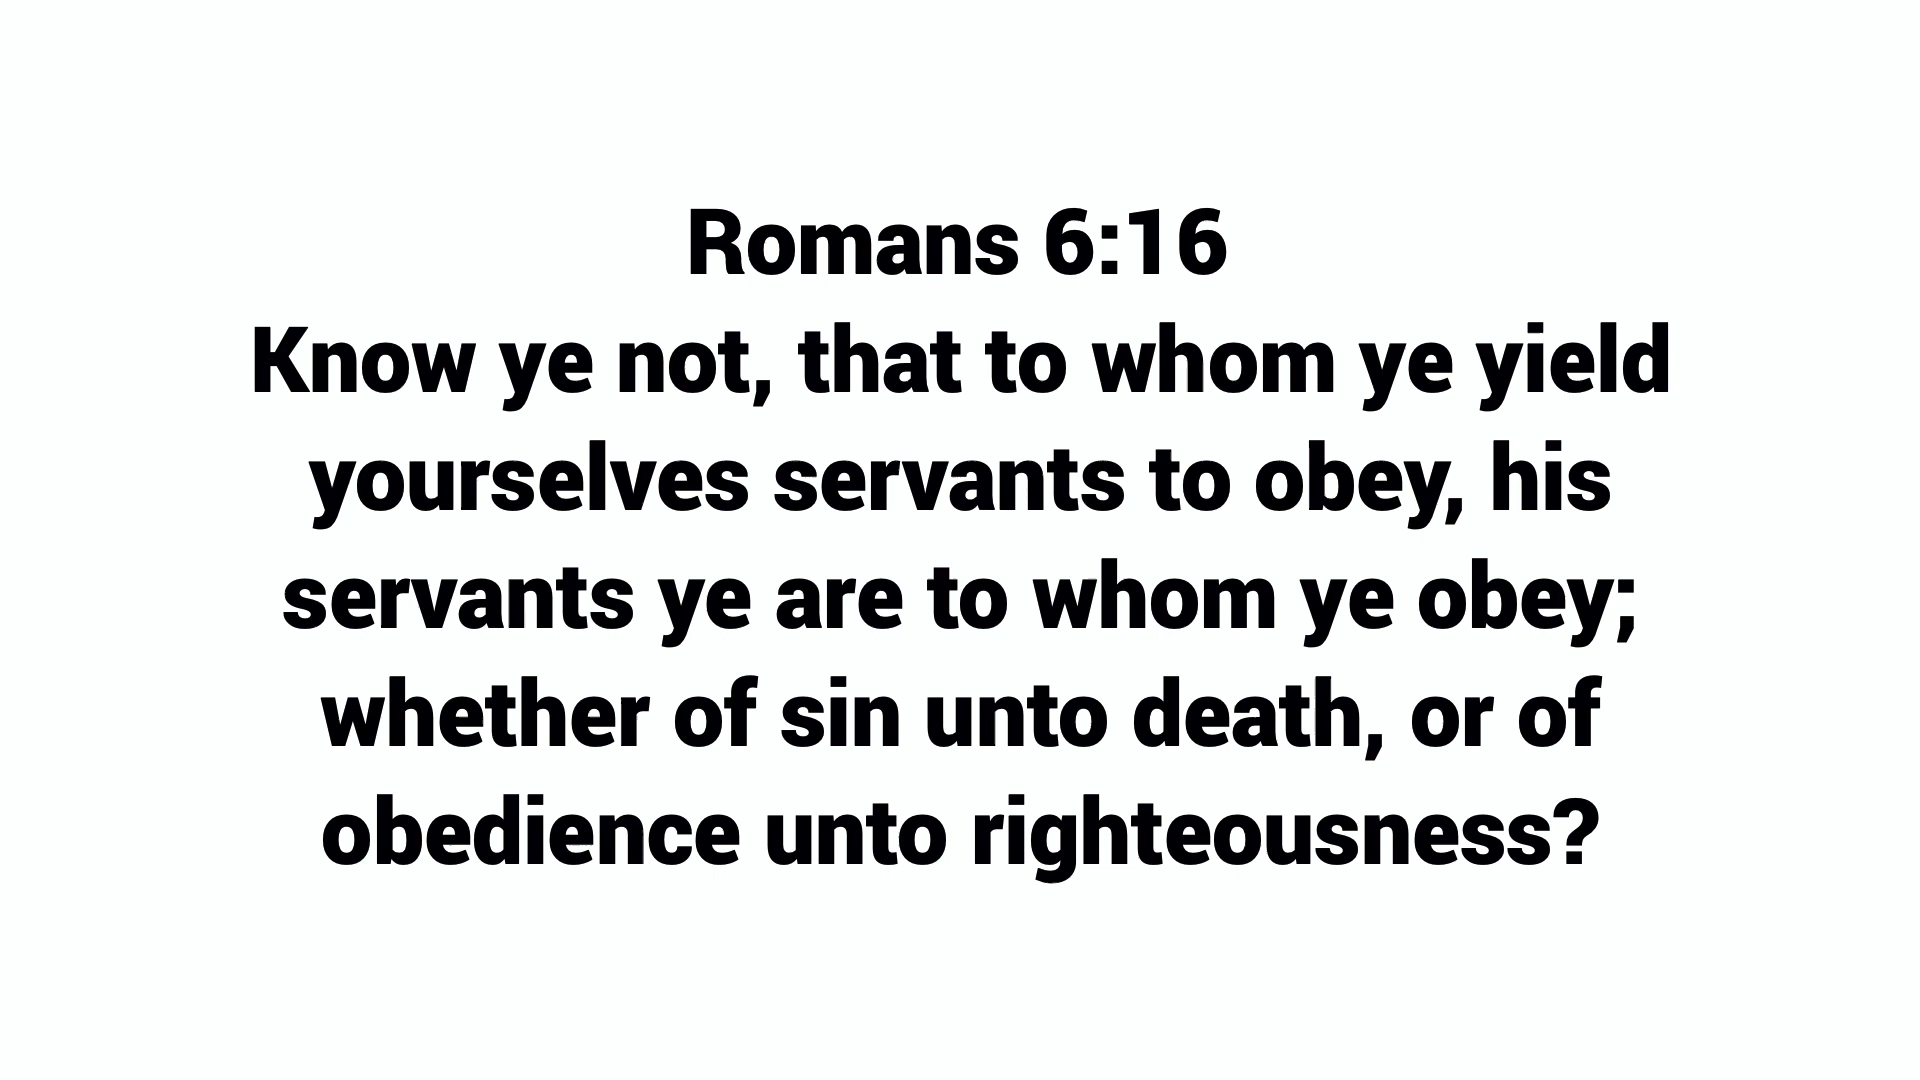 Romans 6:16
Know ye not, that to whom ye yield
yourselves servants to obey, his
servants ye are to whom ye obey;
whether of sin unto death, or of
obedience unto righteousness?